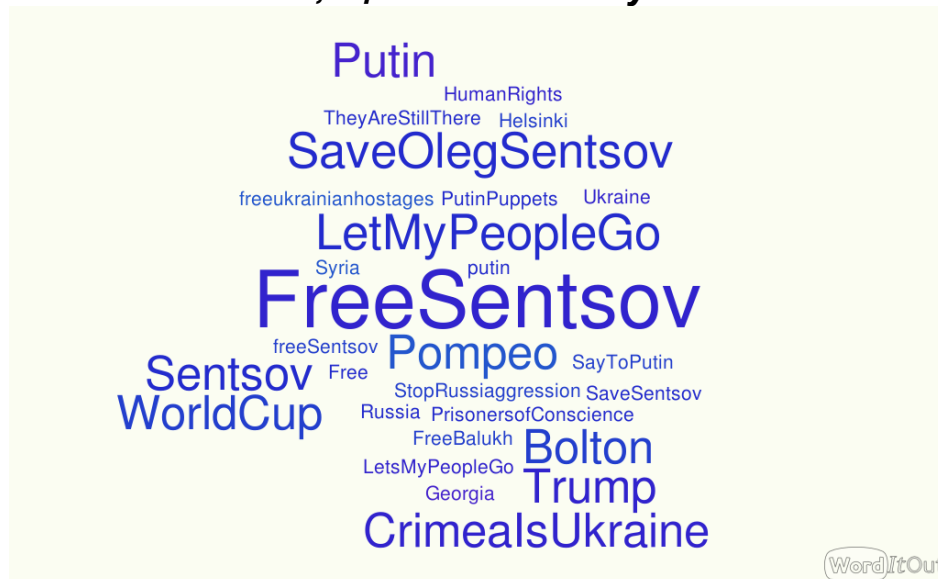 Putin
HumanRights
TheyAreStillThere Helsinki
SaveOlegSentsov
freeukrainianhostages PutinPuppets Ukraine
LetMyPeopleGo
Syria putin
FreeSentsov
freeSentsov Pompeo SayToPutin
Sentsov Free
StopRussiaggression SaveSentsov
WorldCup Russia PrisonersofConscience
FreeBalukh Bolton
LetsMyPeopleGo
Georgia Trump
CrimeaIsUkraine
WordItOut